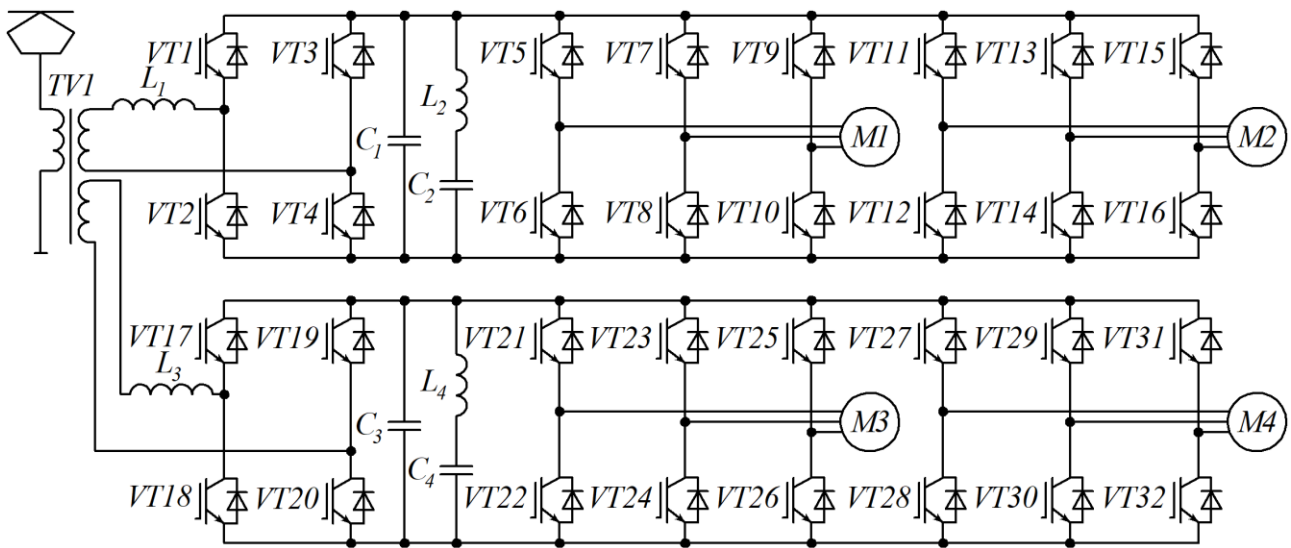 VT1 VT3 VT5 VT7 VT9 VT11 VT13 VT15
TV1 L1 L2
C1 M1 M2
C2
VT2 VT4 VT6 VT8 VT10 VT12 VT14 VT16
VT17 VT19 VT21 VT23 VT25 VT27 VT29 VT31
L3 L4
C3 M3 M4
C4
VT18 VT20 VT22 VT24 VT26 VT28 VT30 VT32